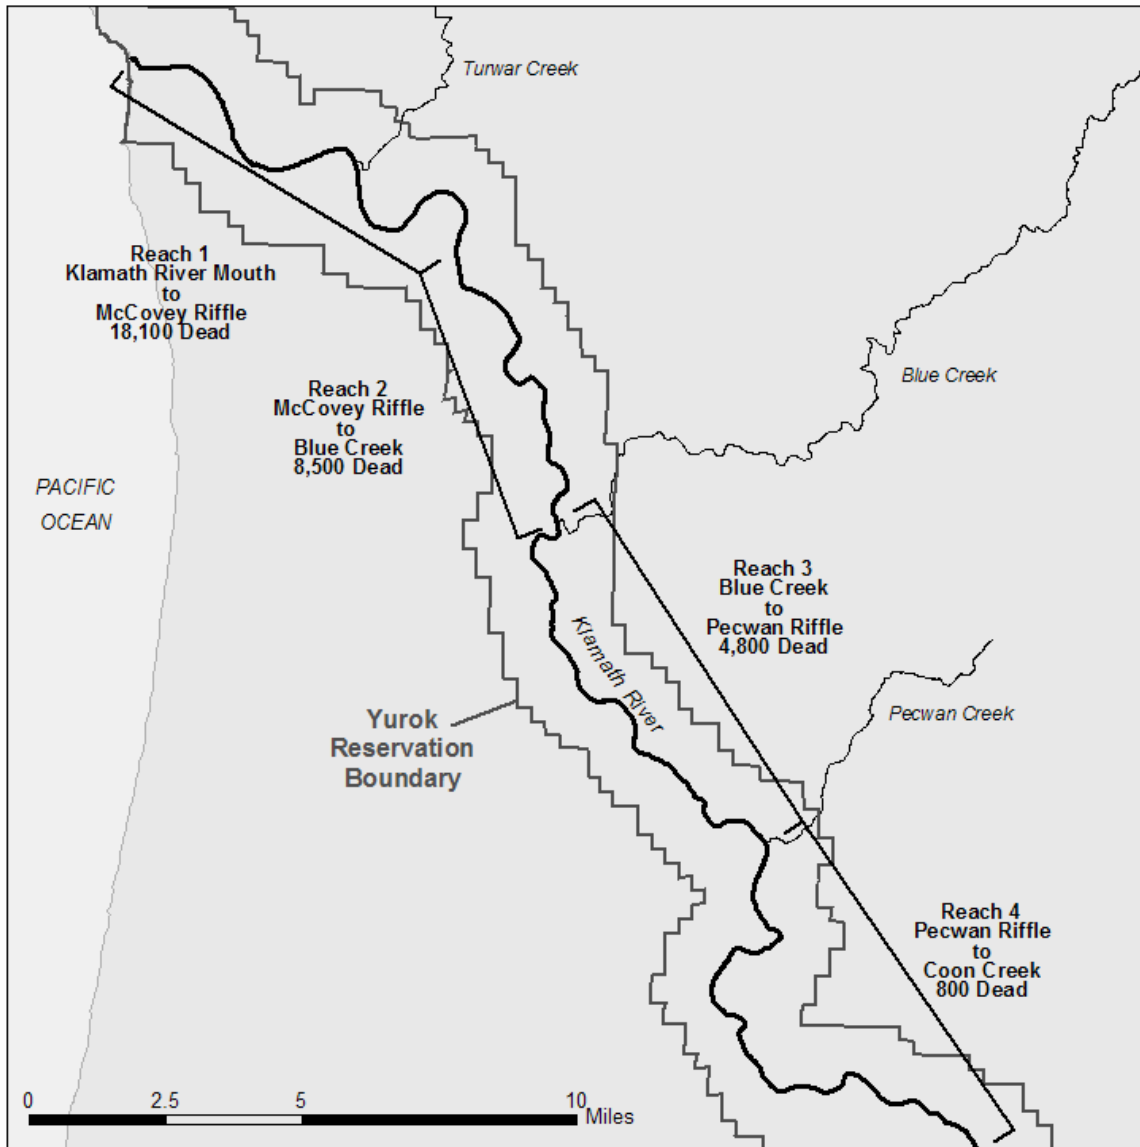 Turwar Creek
Reach 1
Klamath River Mouth
to
McCovey Riffle
18,100 Dead
Blue Creek
Reach 2
McCovey Riffle
to
Blue Creek
8,500 Dead
PACIFIC
OCEAN
Reach 3
Blue Creek
to
Pecwan Riffle
4,800 Dead
Klamath River
Pecwan Creek
Yurok
Reservation
Boundary
Reach 4
Pecwan Riffle
to
Coon Creek
800 Dead
0 2.5 5 10 Miles